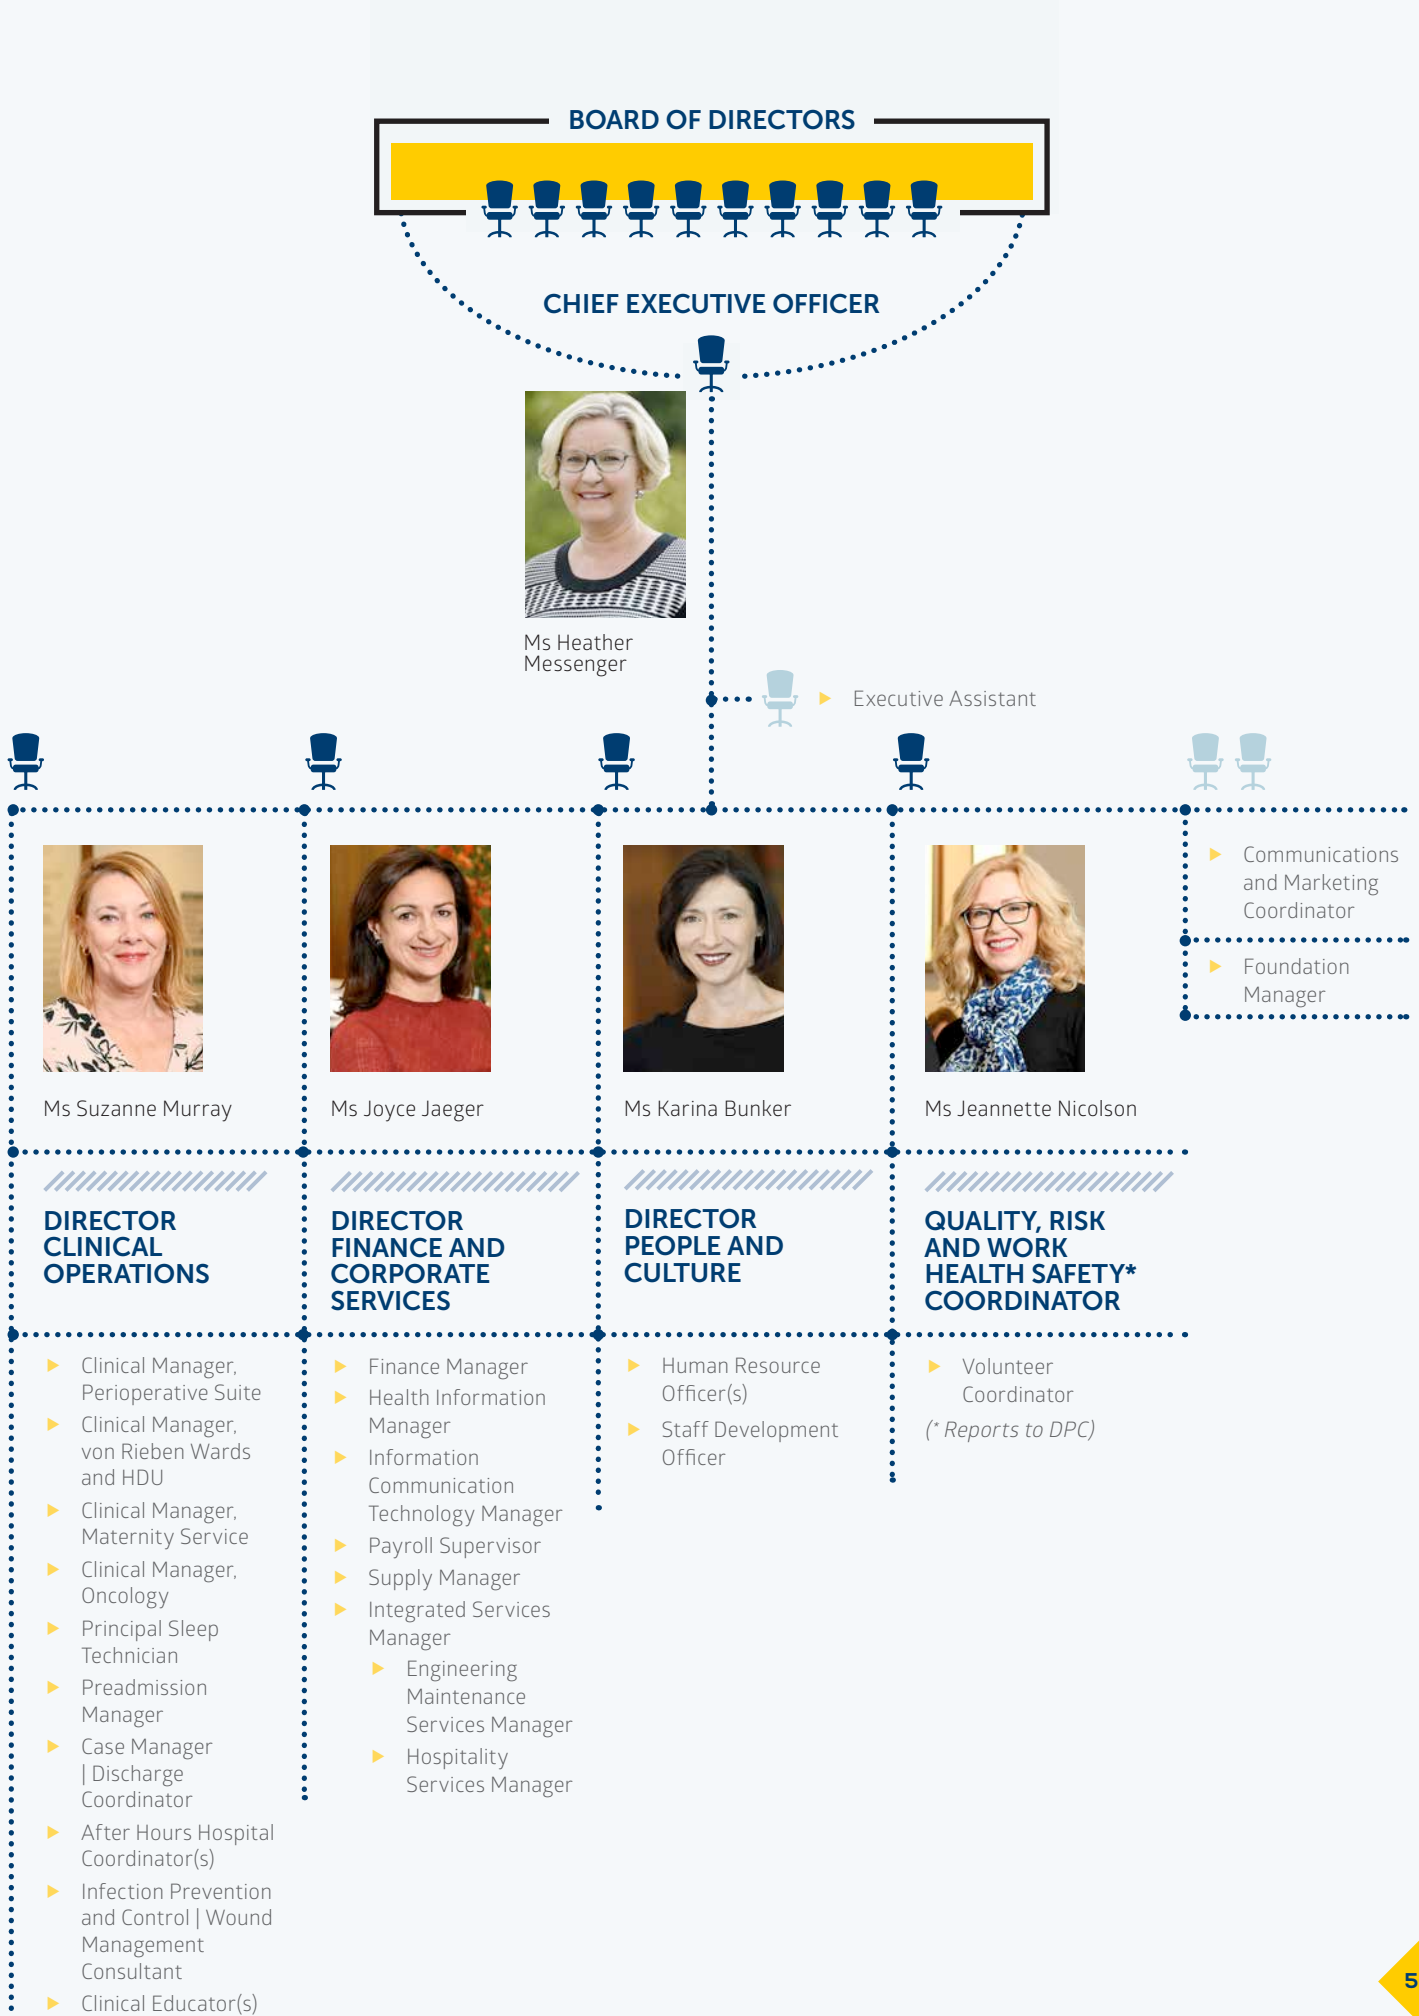 BOARD OF DIRECTORS
CHIEF EXECUTIVE OFFICER
Ms Heather
Messenger
Executive Assistant
Communications
and Marketing
Coordinator
Foundation
Manager
Ms Suzanne Murray
Ms Joyce Jaeger
Ms Karina Bunker
Ms Jeannette Nicolson
DIRECTOR
CLINICAL
OPERATIONS
DIRECTOR
FINANCE AND
CORPORATE
SERVICES
DIRECTOR
PEOPLE AND
CULTURE
QUALITY, RISK
AND WORK
HEALTH SAFETY*
COORDINATOR
Clinical Manager,
Perioperative Suite
Clinical Manager,
von Rieben Wards
and HDU
Clinical Manager,
Maternity Service
Clinical Manager,
Oncology
Principal Sleep
Technician
Preadmission
Manager
Case Manager
| Discharge
Coordinator
After Hours Hospital
Coordinator(s)
Infection Prevention
and Control | Wound
Management
Consultant
Clinical Educator(s)
Finance Manager
Health Information
Manager
Information
Communication
Technology Manager
Payroll Supervisor
Supply Manager
Integrated Services
Manager
Engineering
Maintenance
Services Manager
Hospitality
Services Manager
Human Resource
Officer(s)
Staff Development
Officer
Volunteer
Coordinator
(* Reports to DPC)
5